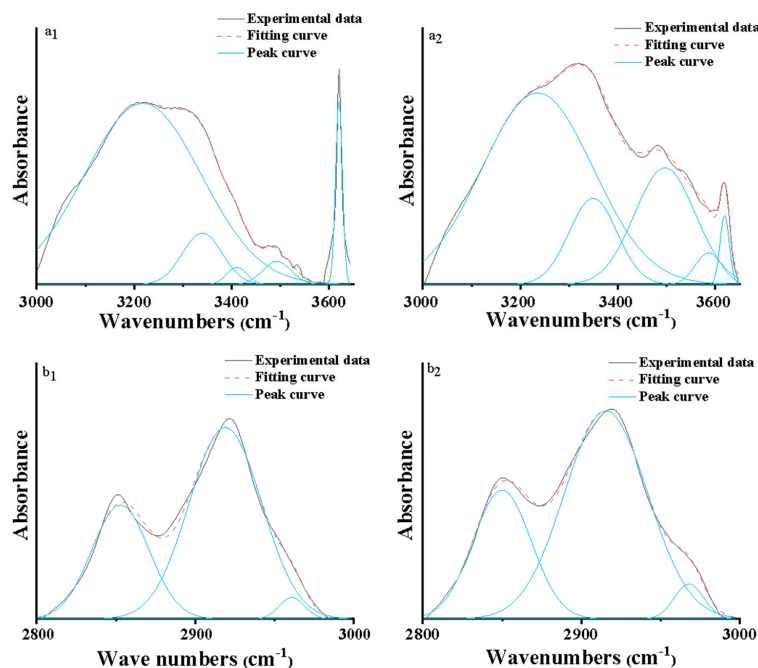 a1
Experimental data
Fitting curve
Peak curve
Absorbance
3000 3200 3400 3600
Wavenumbers (cm-1)
a2
Experimental data
Fitting curve
Peak curve
Absorbance
3000 3200 3400 3600
Wavenumbers (cm-1)
b1
Experimental data
Fitting curve
Peak curve
Absorbance
2800 2900 3000
Wave numbers (cm-1)
b2
Experimental data
Fitting curve
Peak curve
Absorbance
2800 2900 3000
Wavenumbers (cm-1)